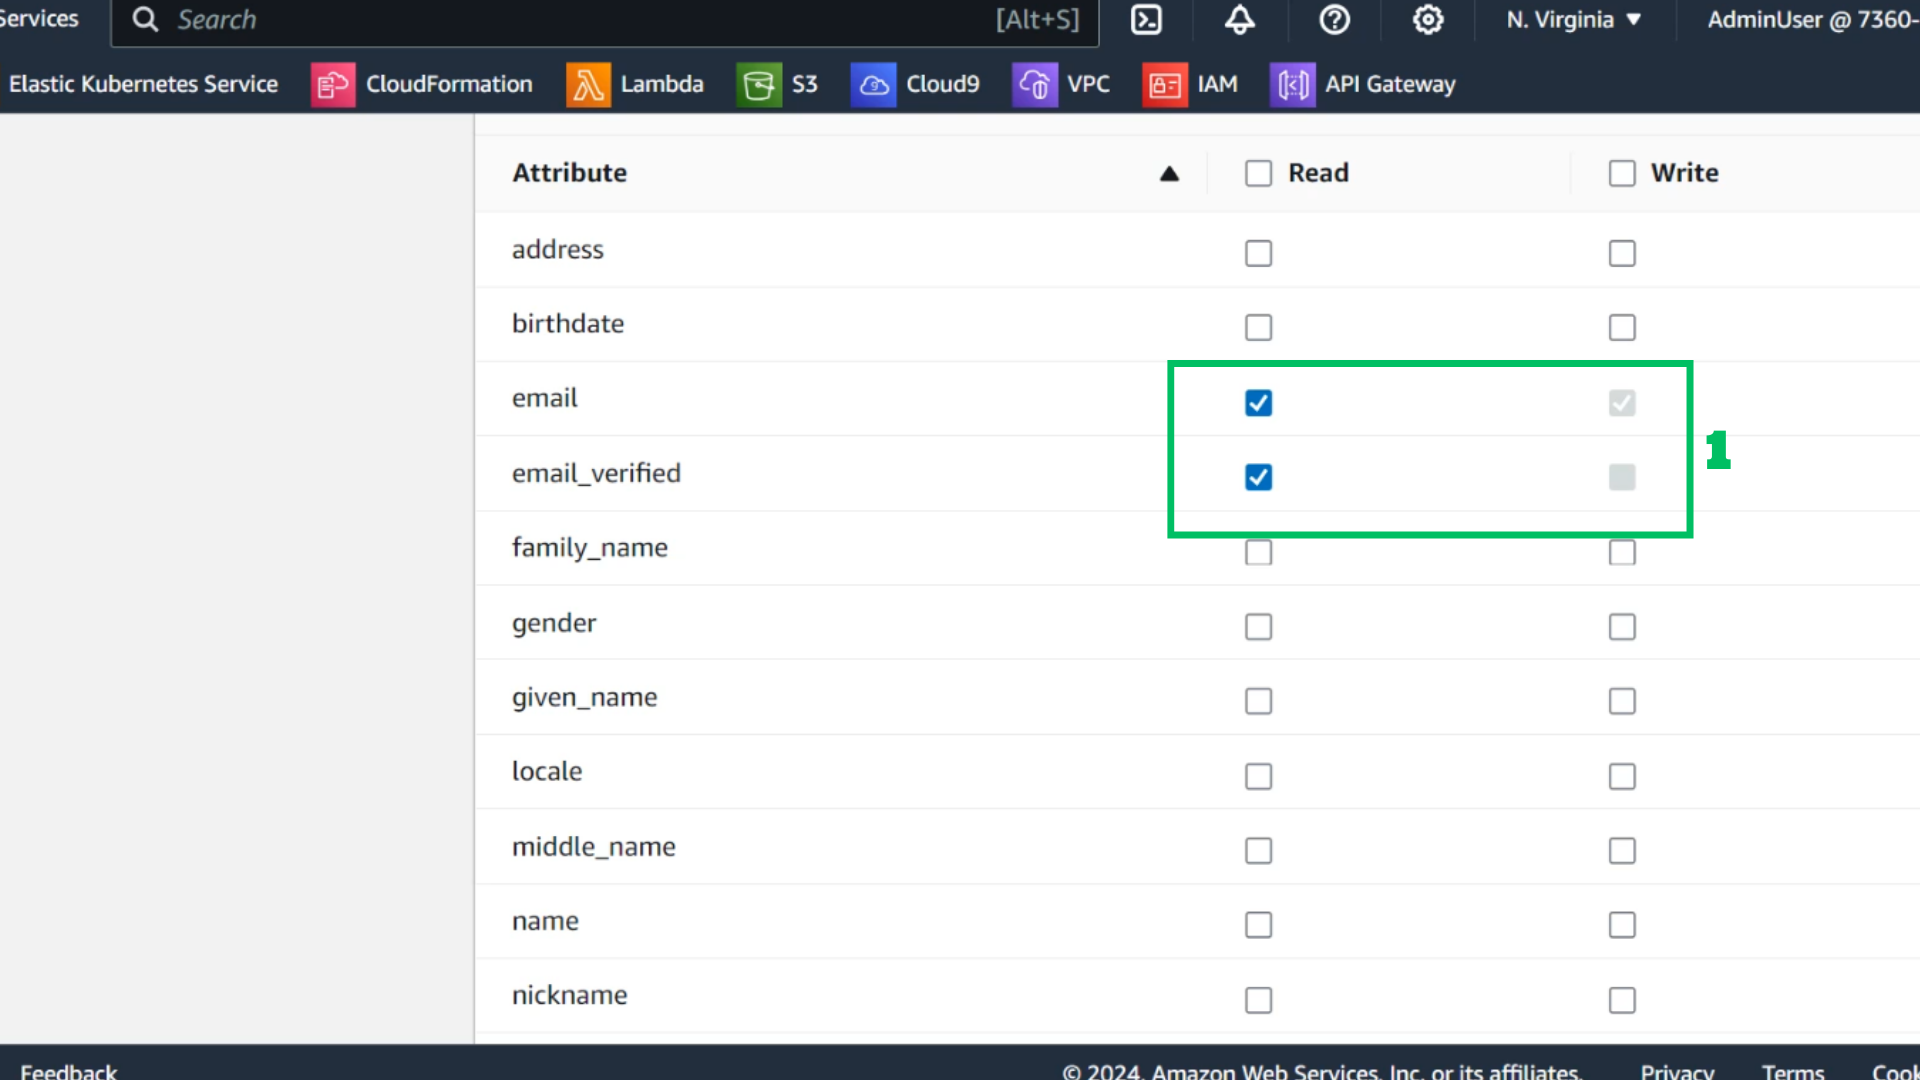 Services Search [Alt+S] N. Virginia ▼ AdminUser @ 7360-
Elastic Kubernetes Service CloudFormation Lambda S3 Cloud9 VPC IAM API Gateway
Attribute ▲ Read Write
address
birthdate
email
email_verified
1
family_name
gender
given_name
locale
middle_name
name
nickname
Feedback © 2024, Amazon Web Services, Inc. or its affiliates. Privacy Terms Cook